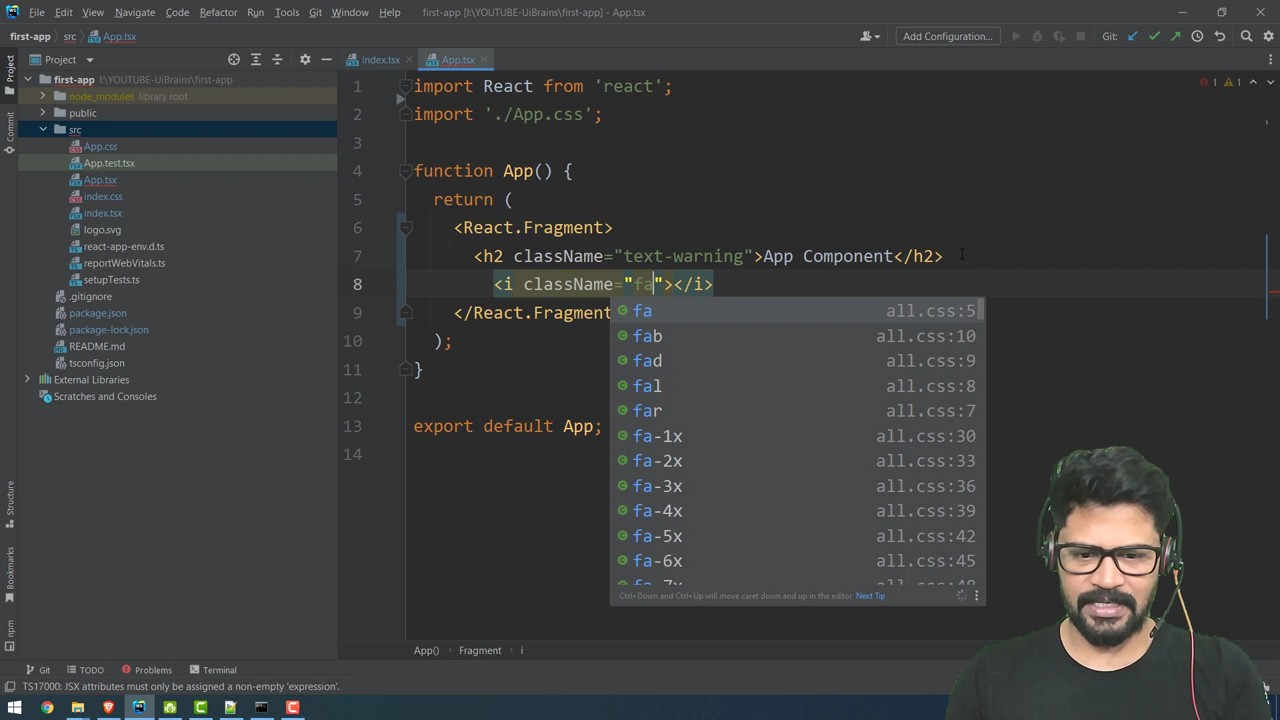 File Edit View Navigate Code Refactor Run Tools Git Window Help first-app [I:\YOUTUBE-UiBrains\first-app] - App.tsx
first-app src App.tsx Add Configuration... Git:
Project
index.tsx App.tsx
first-app I:\YOUTUBE-UiBrains\first-app
node_modules library root
public
src
App.css
App.test.tsx
App.tsx
index.css
index.tsx
logo.svg
react-app-env.d.ts
reportWebVitals.ts
setupTests.ts
.gitignore
package.json
package-lock.json
README.md
tsconfig.json
External Libraries
Scratches and Consoles
Project
Commit
Structure
Bookmarks
npm
1 import React from 'react'; 1 1
2 import './App.css';
3
4 function App() {
5 return (
6 <React.Fragment>
7 <h2 className="text-warning">App Component</h2>
8 <i className="fa"></i>
9 </React.Fragment
10 );
11 }
12
13 export default App;
14
fa all.css:5
fab all.css:10
fad all.css:9
fal all.css:8
far all.css:7
fa-1x all.css:30
fa-2x all.css:33
fa-3x all.css:36
fa-4x all.css:39
fa-5x all.css:42
fa-6x all.css:45
fa-7x all.css:48
Ctrl+Down and Ctrl+Up will move caret down and up in the editor Next Tip
App() Fragment i
Git TODO Problems Terminal
TS17000: JSX attributes must only be assigned a non-empty 'expression'.